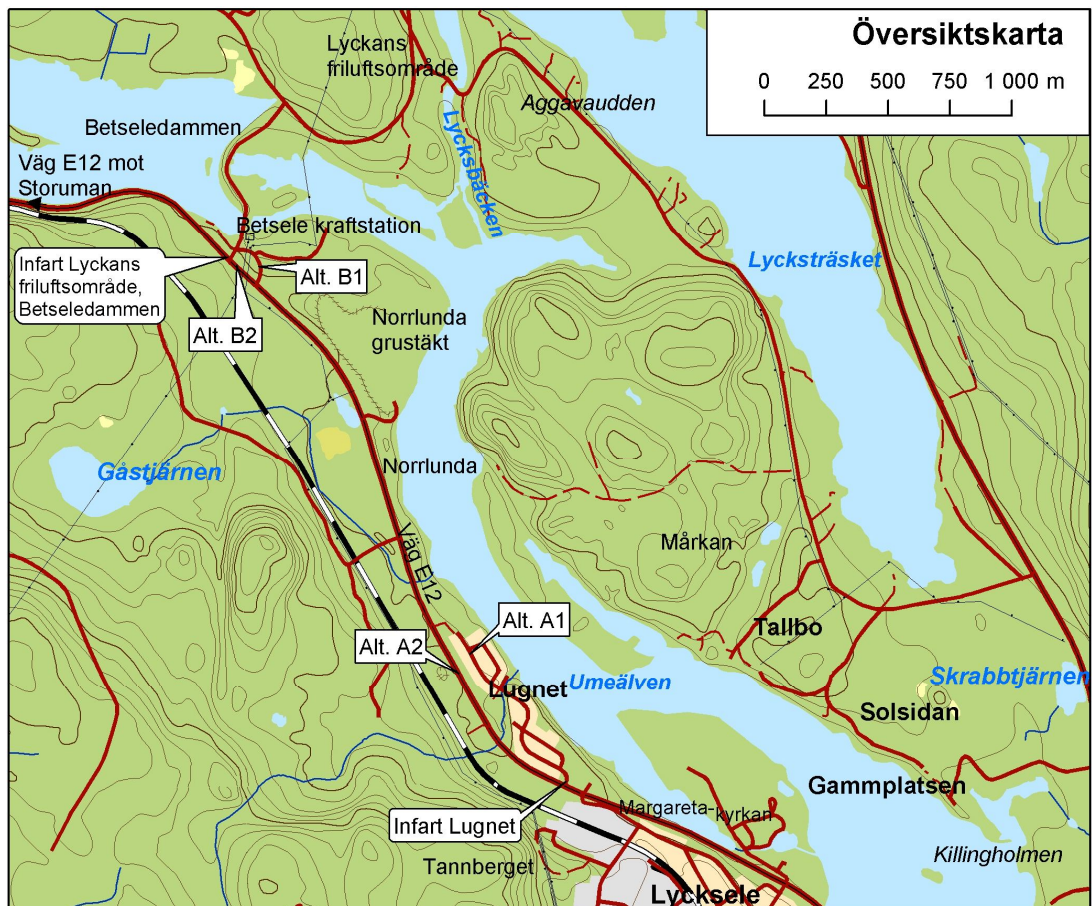 Översiktskarta
0 250 500 750 1 000 m
Lyckans
friluftsområde
Aggavaudden
Betseledammen
Lycksbäcken
Väg E12 mot
Storuman
Betsele kraftstation
Infart Lyckans
friluftsområde,
Betseledammen
Alt. B1
Lycksträsket
Alt. B2
Norrlunda
grustäkt
Gåstjärnen
Norrlunda
Väg E12
Mårkan
Alt. A1
Alt. A2
Tallbo
Lugnet
Umeälven
Skrabbtjärnen
Solsidan
Gammplatsen
Infart Lugnet
Margareta-
kyrkan
Tannberget
Killingholmen
Lycksele